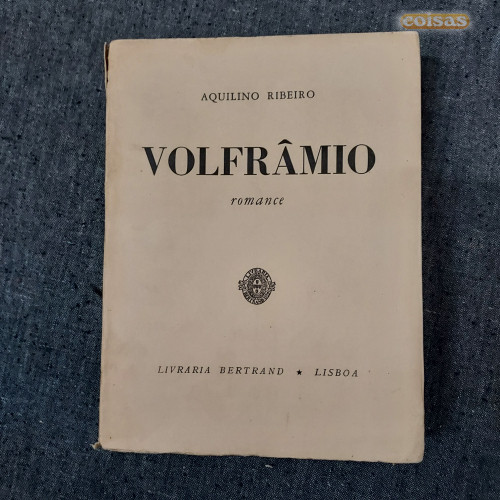 coisas
AQUILINO RIBEIRO
VOLFRÂMIO
romance
LIVRARIA BERTRAND ★ LISBOA